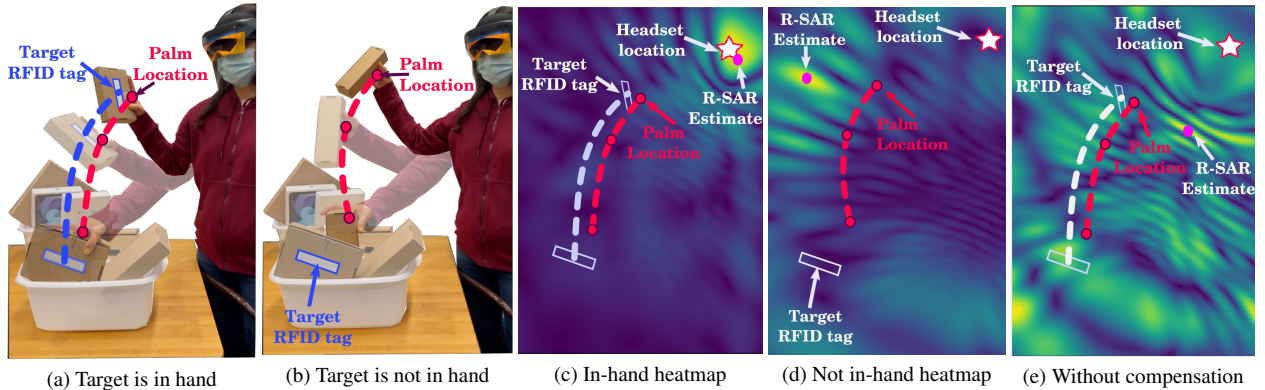 Palm
Location
Target
RFID tag
Target
RFID tag
(a) Target is in hand
Palm
Location
Target
RFID tag
(b) Target is not in hand
Headset
location
Target
RFID tag
R-SAR
Estimate
Palm
Location
(c) In-hand heatmap
R-SAR
Estimate
Headset
location
Palm
Location
Target
RFID tag
(d) Not in-hand heatmap
Headset
location
Target
RFID tag
Palm
Location
R-SAR
Estimate
(e) Without compensation